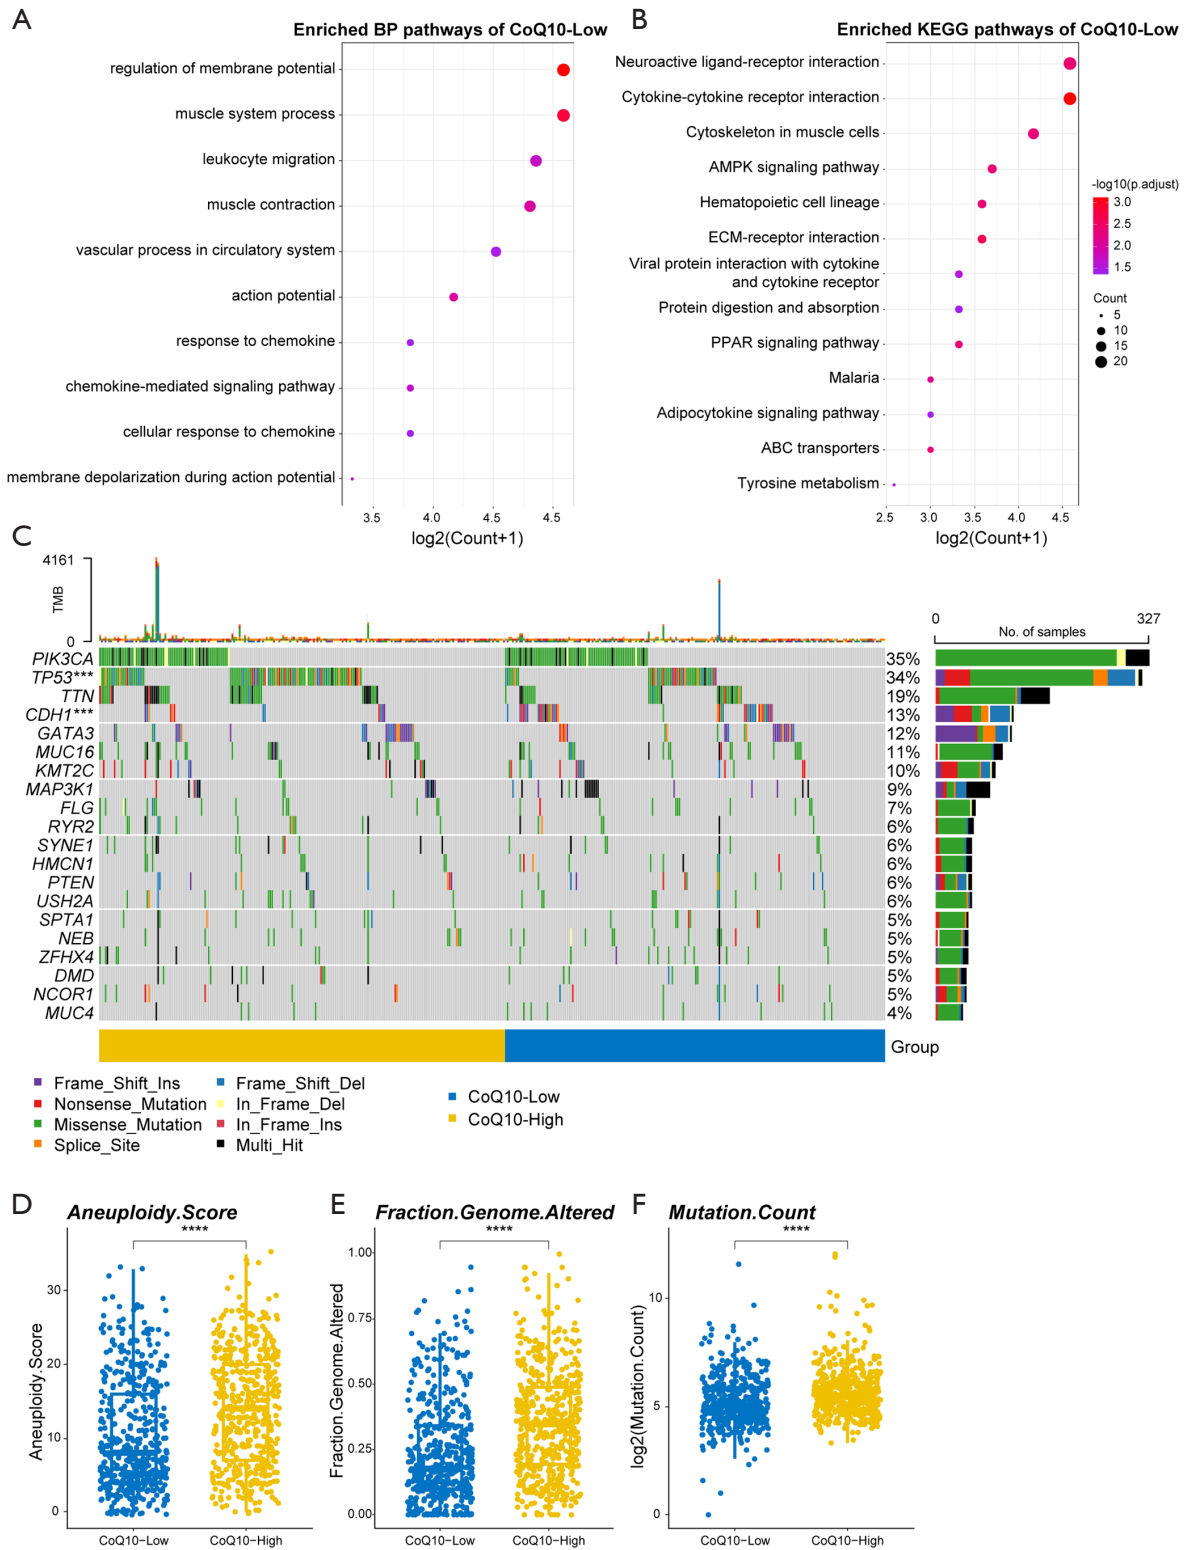 A
Enriched BP pathways of CoQ10-Low
regulation of membrane potential
muscle system process
leukocyte migration
muscle contraction
vascular process in circulatory system
action potential
response to chemokine
chemokine-mediated signaling pathway
cellular response to chemokine
membrane depolarization during action potential
3.5 4.0 4.5 4.5
log2(Count+1)
B
Enriched KEGG pathways of CoQ10-Low
Neuroactive ligand-receptor interaction
Cytokine-cytokine receptor interaction
Cytoskeleton in muscle cells
AMPK signaling pathway
Hematopoietic cell lineage
ECM-receptor interaction
Viral protein interaction with cytokine
and cytokine receptor
Protein digestion and absorption
PPAR signaling pathway
Malaria
Adipocytokine signaling pathway
ABC transporters
Tyrosine metabolism
2.5 3.0 3.5 4.0 4.5
log2(Count+1)
-log10(p.adjust)
3.0
2.5
2.0
1.5
Count
5
10
15
20
C
4161
TMB
0
0 327
No. of samples
PIK3CA 35%
TP53*** 34%
TTN 19%
CDH1*** 13%
GATA3 12%
MUC16 11%
KMT2C 10%
MAP3K1 9%
FLG 7%
RYR2 6%
SYNE1 6%
HMCN1 6%
PTEN 6%
USH2A 6%
SPTA1 5%
NEB 5%
ZFHX4 5%
DMD 5%
NCOR1 5%
MUC4 4%
Group
Frame_Shift_Ins
Nonsense_Mutation
Missense_Mutation
Splice_Site
Frame_Shift_Del
In_Frame_Del
In_Frame_Ins
Multi_Hit
CoQ10-Low
CoQ10-High
D
Aneuploidy.Score
****
Aneuploidy.Score
30
20
10
0
CoQ10-Low CoQ10-High
E
Fraction.Genome.Altered
****
Fraction.Genome.Altered
1.00
0.75
0.50
0.25
0.00
CoQ10-Low CoQ10-High
F
Mutation.Count
****
log2(Mutation.Count)
10
5
0
CoQ10-Low CoQ10-High